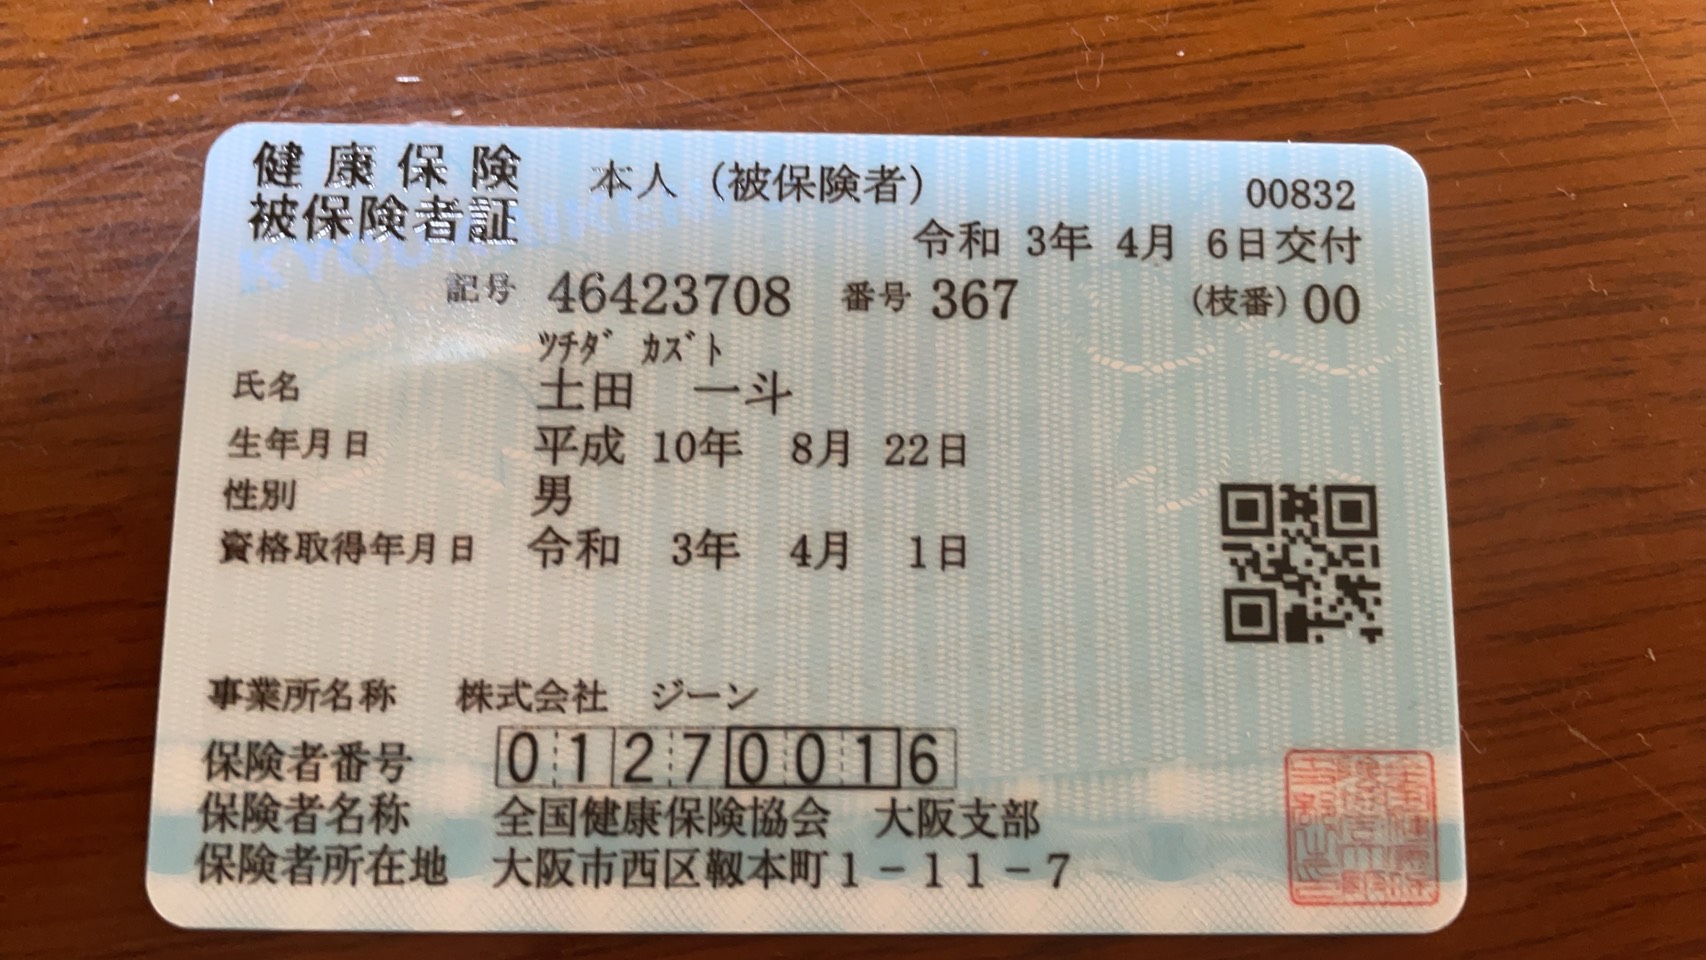 健康保険 本人（被保険者） 00832
被保険者証 令和 3年 4月 6日交付
記号 46423708 番号 367 (枝番) 00
ﾂﾁﾀﾞ ｶｽﾞﾄ
氏名 土田 一斗
生年月日 平成 10年 8月 22日
性別 男
資格取得年月日 令和 3年 4月 1日
事業所名称 株式会社 ジーン
保険者番号 01270016
保険者名称 全国健康保険協会 大阪支部
保険者所在地 大阪市西区靱本町1－11－7